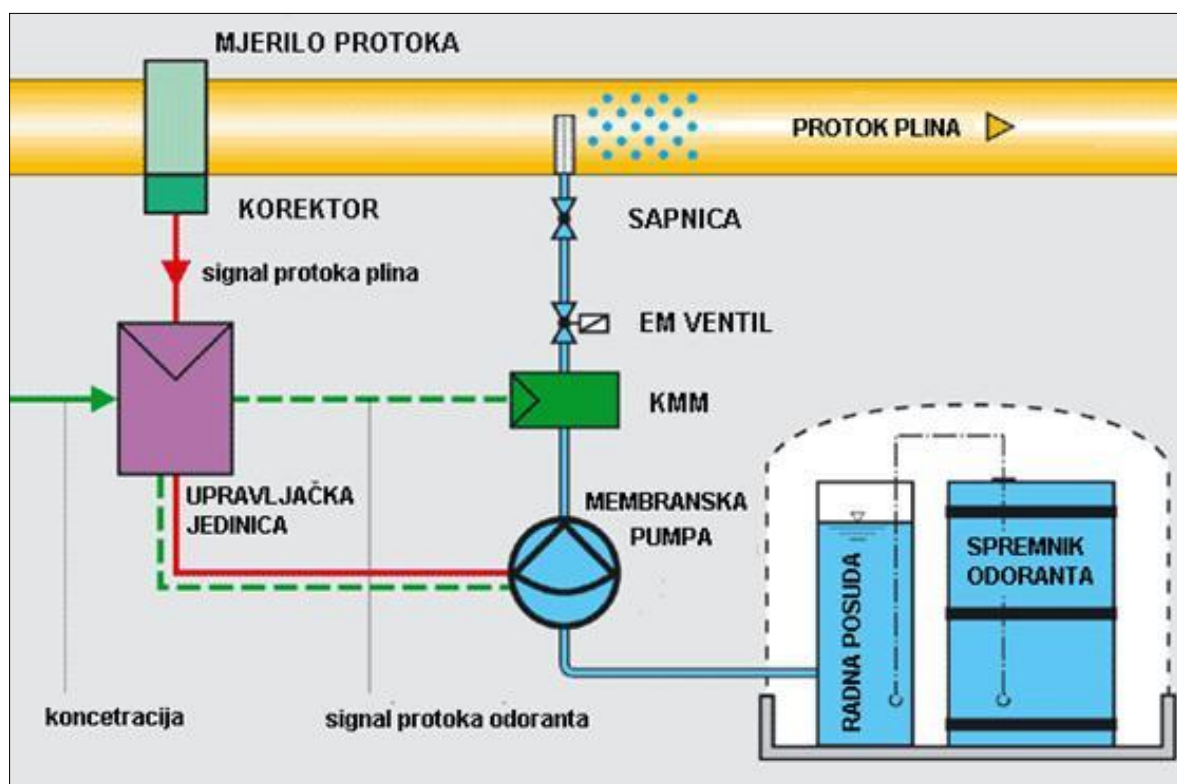 MJERILO PROTOKA
PROTOK PLINA
KOREKTOR
SAPNICA
signal protoka plina
EM VENTIL
KMM
UPRAVLJAČKA
JEDINICA
MEMBRANSKA
PUMPA
RADNA POSUDA
SPREMNIK
ODORANTA
koncetracija
signal protoka odoranta